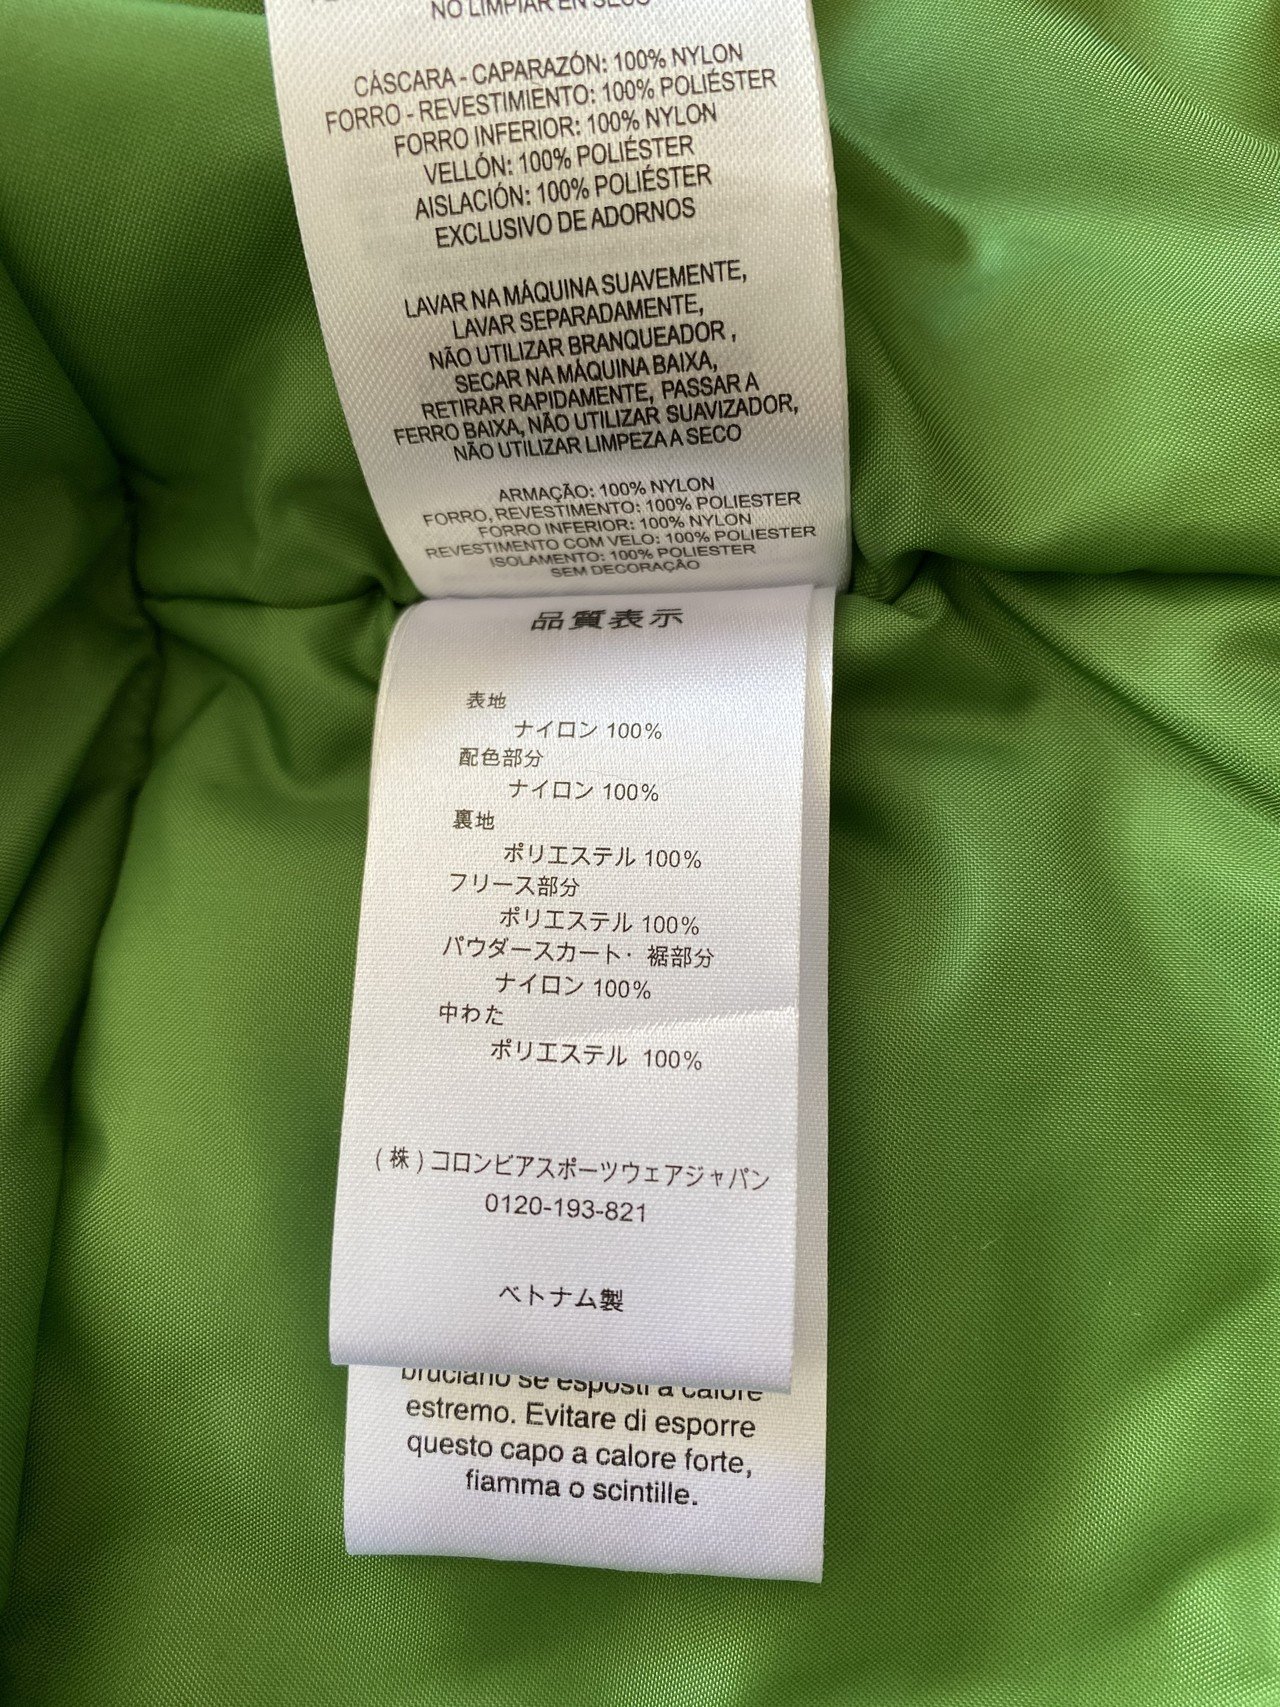 NO LIMPIAR EN SECO
CÁSCARA - CAPARAZÓN: 100% NYLON
FORRO - REVESTIMIENTO: 100% POLIÉSTER
FORRO INFERIOR: 100% NYLON
VELLÓN: 100% POLIÉSTER
AISLACIÓN: 100% POLIÉSTER
EXCLUSIVO DE ADORNOS
LAVAR NA MÁQUINA SUAVEMENTE,
LAVAR SEPARADAMENTE,
NÃO UTILIZAR BRANQUEADOR ,
SECAR NA MÁQUINA BAIXA,
RETIRAR RAPIDAMENTE, PASSAR A
FERRO BAIXA, NÃO UTILIZAR SUAVIZADOR,
NÃO UTILIZAR LIMPEZA A SECO
ARMAÇÃO: 100% NYLON
FORRO, REVESTIMENTO: 100% POLIESTER
FORRO INFERIOR: 100% NYLON
REVESTIMENTO COM VELO: 100% POLIESTER
ISOLAMENTO: 100% POLIESTER
SEM DECORAÇÃO
品質表示
表地
ナイロン 100%
配色部分
ナイロン 100%
裏地
ポリエステル 100%
フリース部分
ポリエステル 100%
パウダースカート・裾部分
ナイロン 100%
中わた
ポリエステル 100%
(株)コロンビアスポーツウェアジャパン
0120-193-821
ベトナム製
bruciano se esposti a calore
estremo. Evitare di esporre
questo capo a calore forte,
fiamma o scintille.